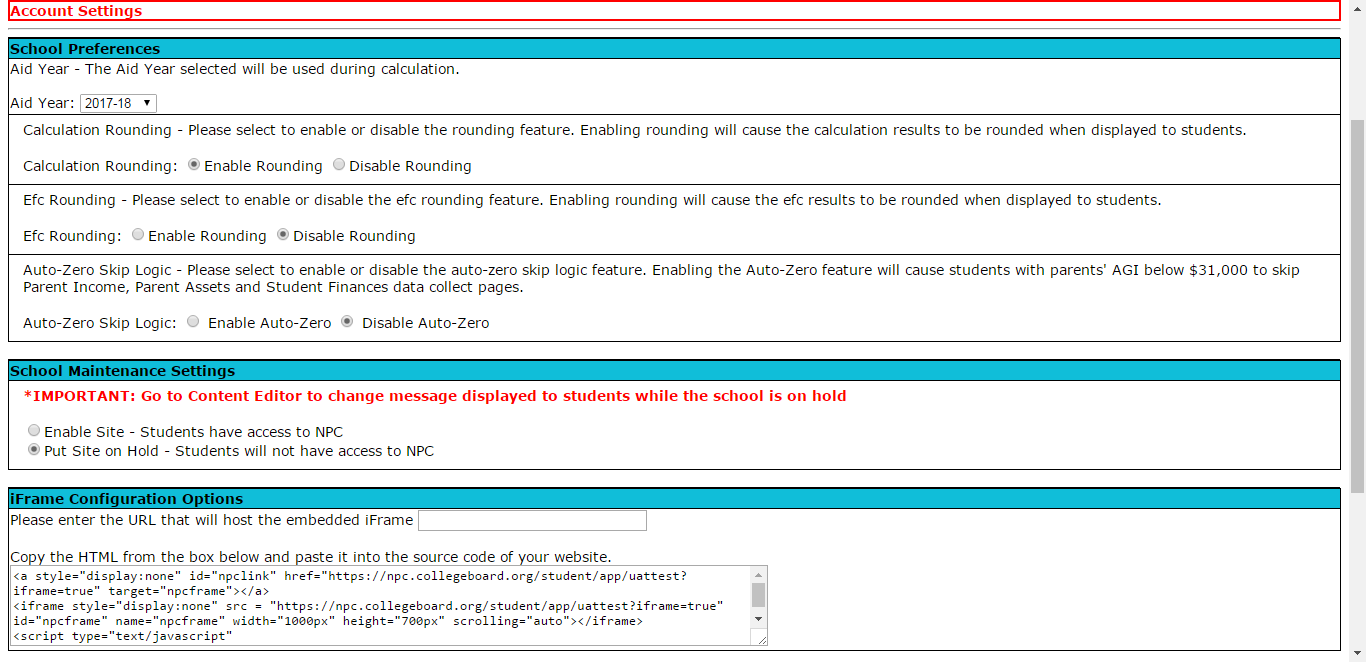 Account Settings
School Preferences
Aid Year - The Aid Year selected will be used during calculation.
Aid Year: 2017-18
Calculation Rounding - Please select to enable or disable the rounding feature. Enabling rounding will cause the calculation results to be rounded when displayed to students.
Calculation Rounding: Enable Rounding Disable Rounding
Efc Rounding - Please select to enable or disable the efc rounding feature. Enabling rounding will cause the efc results to be rounded when displayed to students.
Efc Rounding: Enable Rounding Disable Rounding
Auto-Zero Skip Logic - Please select to enable or disable the auto-zero skip logic feature. Enabling the Auto-Zero feature will cause students with parents' AGI below $31,000 to skip
Parent Income, Parent Assets and Student Finances data collect pages.
Auto-Zero Skip Logic: Enable Auto-Zero Disable Auto-Zero
School Maintenance Settings
*IMPORTANT: Go to Content Editor to change message displayed to students while the school is on hold
Enable Site - Students have access to NPC
Put Site on Hold - Students will not have access to NPC
iFrame Configuration Options
Please enter the URL that will host the embedded iFrame
Copy the HTML from the box below and paste it into the source code of your website.
<a style="display:none" id="npclink" href="https://npc.collegeboard.org/student/app/uattest?
iframe=true" target="npcframe"></a>
<iframe style="display:none" src = "https://npc.collegeboard.org/student/app/uattest?iframe=true"
id="npcframe" name="npcframe" width="1000px" height="700px" scrolling="auto"></iframe>
<script type="text/javascript"